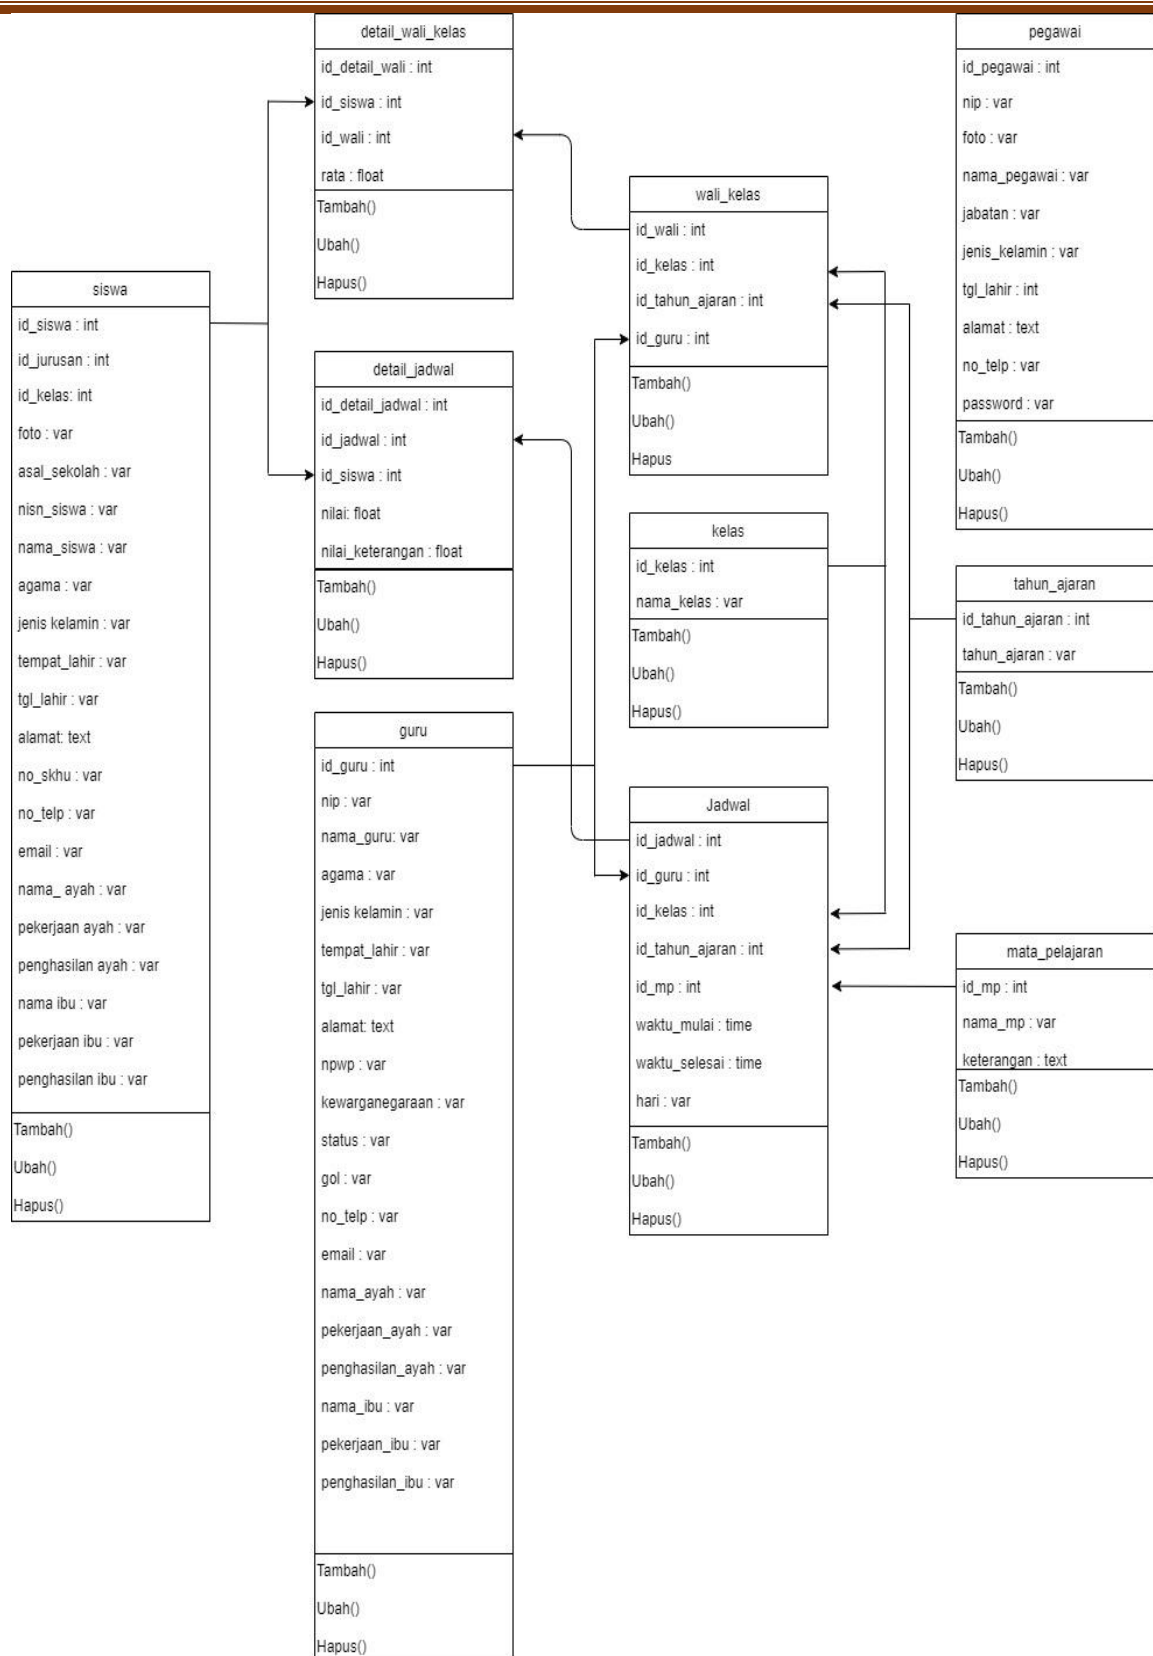 detail_wali_kelas
id_detail_wali : int
id_siswa : int
id_wali : int
rata : float
Tambah()
Ubah()
Hapus()
pegawai
id_pegawai : int
nip : var
foto : var
nama_pegawai : var
jabatan : var
jenis_kelamin : var
tgl_lahir : int
alamat : text
no_telp : var
password : var
Tambah()
Ubah()
Hapus()
wali_kelas
id_wali : int
id_kelas : int
id_tahun_ajaran : int
id_guru : int
Tambah()
Ubah()
Hapus
siswa
id_siswa : int
id_jurusan : int
id_kelas: int
foto : var
asal_sekolah : var
nisn_siswa : var
nama_siswa : var
agama : var
jenis kelamin : var
tempat_lahir : var
tgl_lahir : var
alamat: text
no_skhu : var
no_telp : var
email : var
nama_ ayah : var
pekerjaan ayah : var
penghasilan ayah : var
nama ibu : var
pekerjaan ibu : var
penghasilan ibu : var
Tambah()
Ubah()
Hapus()
detail_jadwal
id_detail_jadwal : int
id_jadwal : int
id_siswa : int
nilai: float
nilai_keterangan : float
Tambah()
Ubah()
Hapus()
kelas
id_kelas : int
nama_kelas : var
Tambah()
Ubah()
Hapus()
tahun_ajaran
id_tahun_ajaran : int
tahun_ajaran : var
Tambah()
Ubah()
Hapus()
guru
id_guru : int
nip : var
nama_guru: var
agama : var
jenis kelamin : var
tempat_lahir : var
tgl_lahir : var
alamat: text
npwp : var
kewarganegaraan : var
status : var
gol : var
no_telp : var
email : var
nama_ayah : var
pekerjaan_ayah : var
penghasilan_ayah : var
nama_ibu : var
pekerjaan_ibu : var
penghasilan_ibu : var
Tambah()
Ubah()
Hapus()
Jadwal
id_jadwal : int
id_guru : int
id_kelas : int
id_tahun_ajaran : int
id_mp : int
waktu_mulai : time
waktu_selesai : time
hari : var
Tambah()
Ubah()
Hapus()
mata_pelajaran
id_mp : int
nama_mp : var
keterangan : text
Tambah()
Ubah()
Hapus()